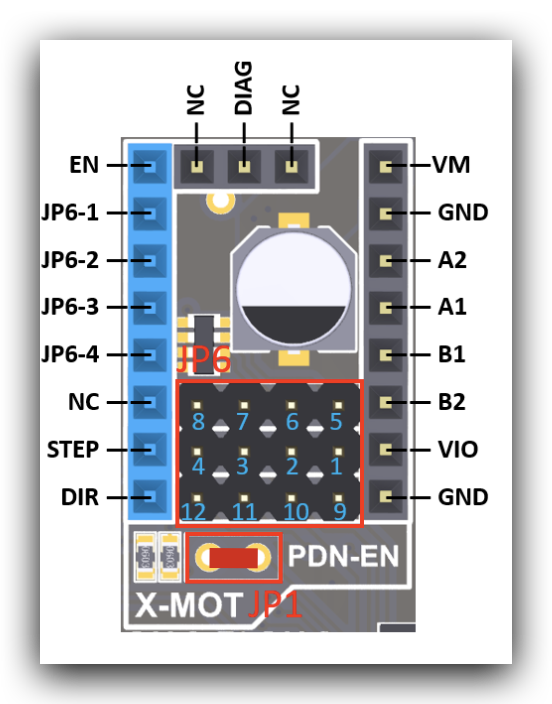 NC DIAG NC
EN VM
JP6-1 GND
JP6-2 A2
JP6-3 A1
JP6-4 B1
JP6
NC B2
8 7 6 5
STEP VIO
4 3 2 1
DIR GND
12 11 10 9
PDN-EN
X-MOT JP1